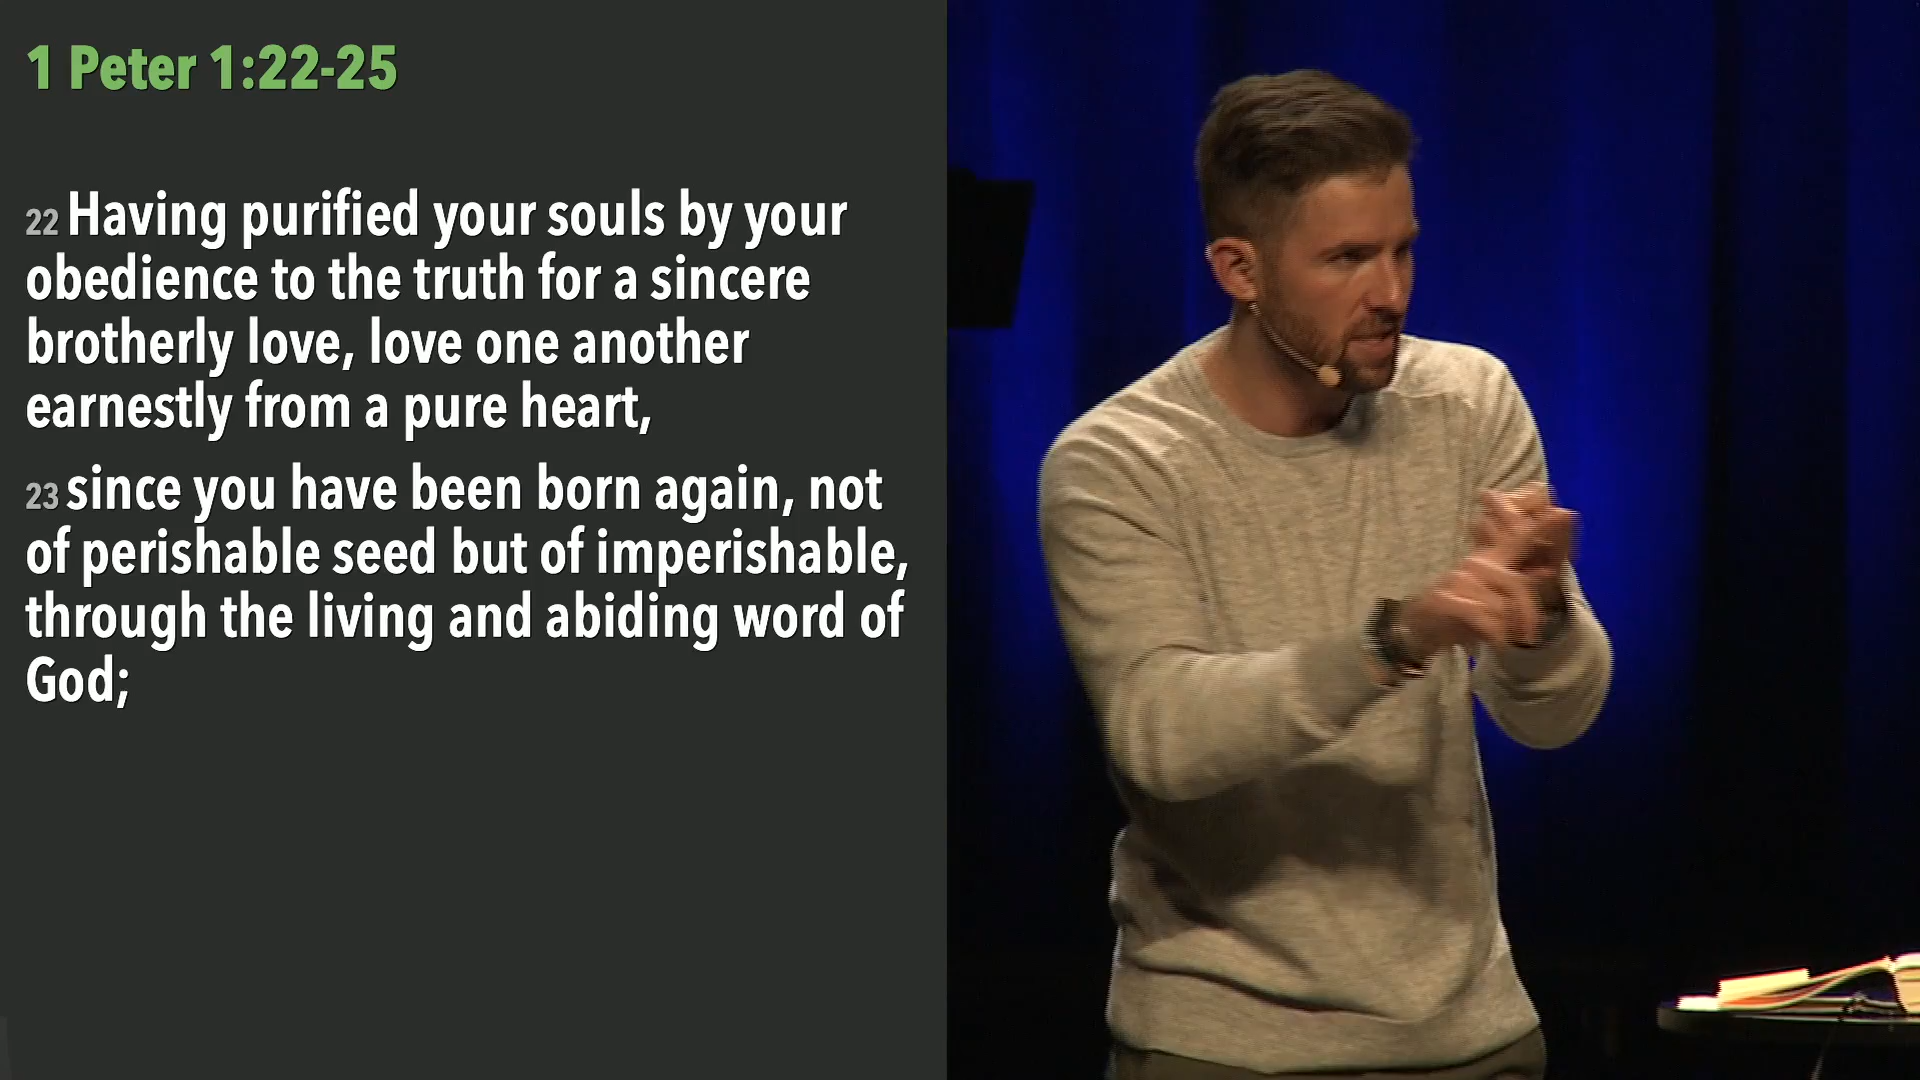 1 Peter 1:22-25
22 Having purified your souls by your
obedience to the truth for a sincere
brotherly love, love one another
earnestly from a pure heart,
23 since you have been born again, not
of perishable seed but of imperishable,
through the living and abiding word of
God;